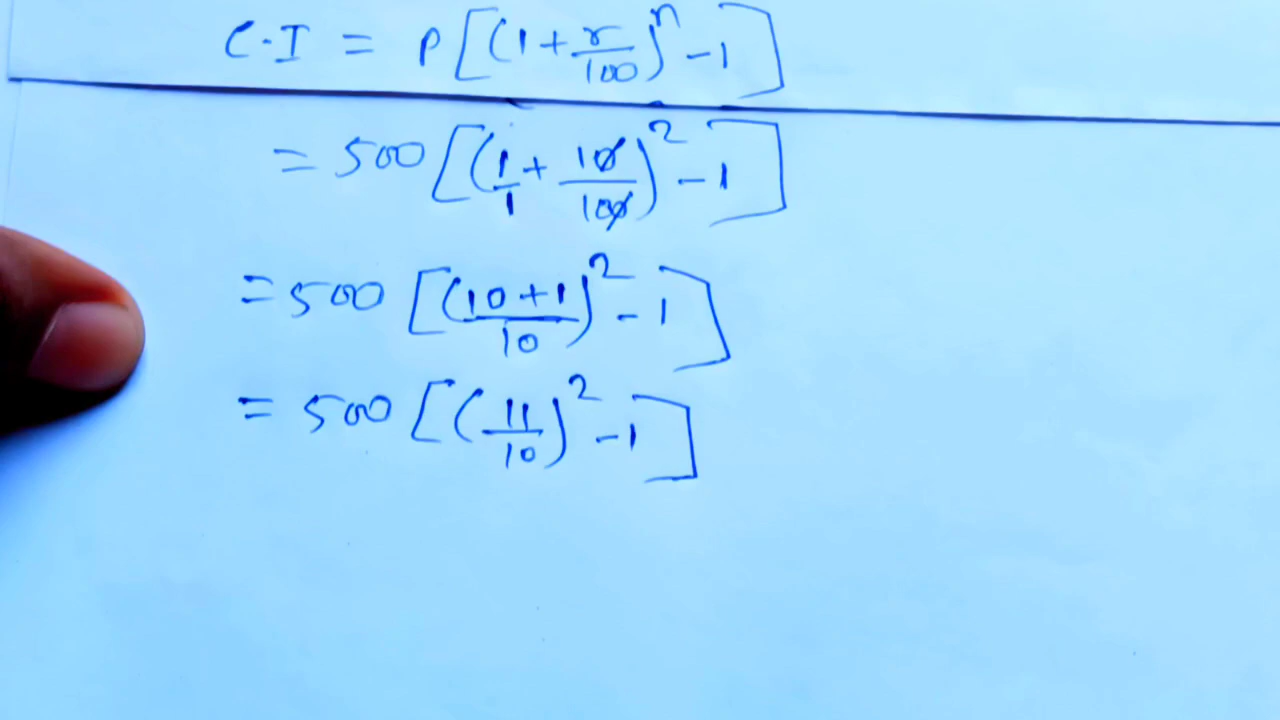 C.I = P[(1+r/100)^n -1]
= 500[(1/1 + 10/100)^2 -1]
= 500[(10+1/10)^2 -1]
= 500[(11/10)^2 -1]